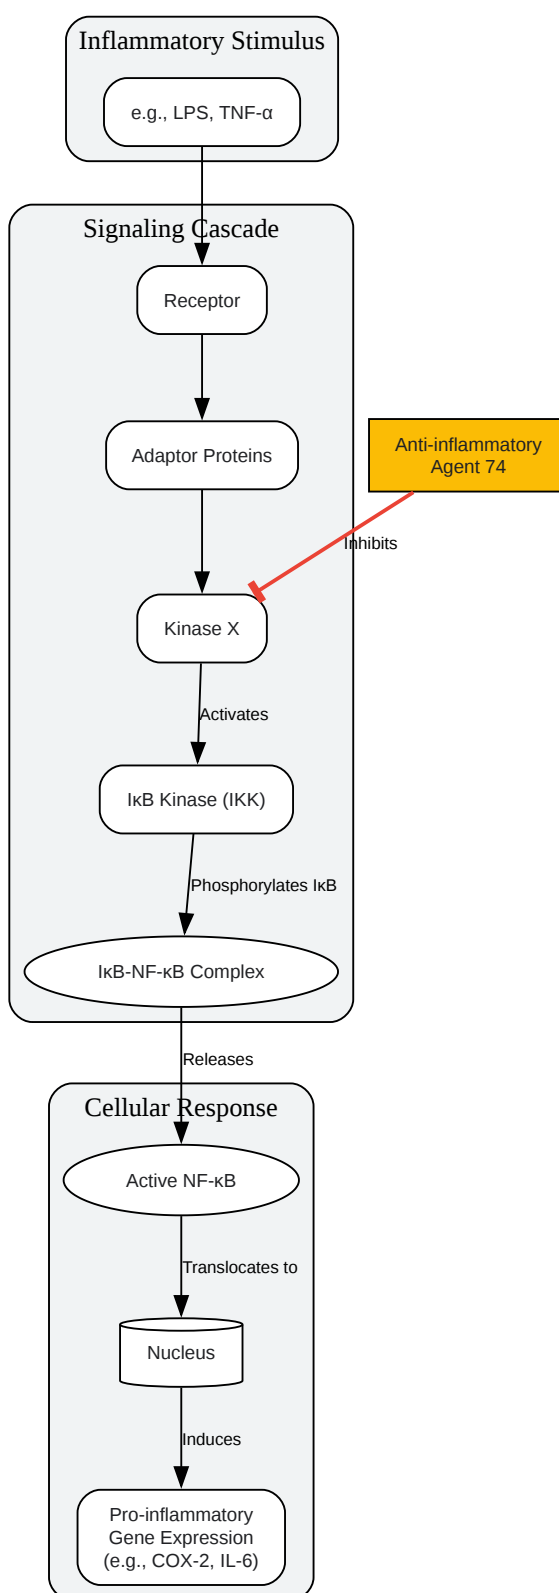 Inflammatory Stimulus
e.g., LPS, TNF-α
Signaling Cascade
Receptor
Adaptor Proteins
Anti-inflammatory
Agent 74
Inhibits
Kinase X
Activates
IκB Kinase (IKK)
Phosphorylates IκB
IκB-NF-κB Complex
Releases
Cellular Response
Active NF-κB
Translocates to
Nucleus
Induces
Pro-inflammatory
Gene Expression
(e.g., COX-2, IL-6)